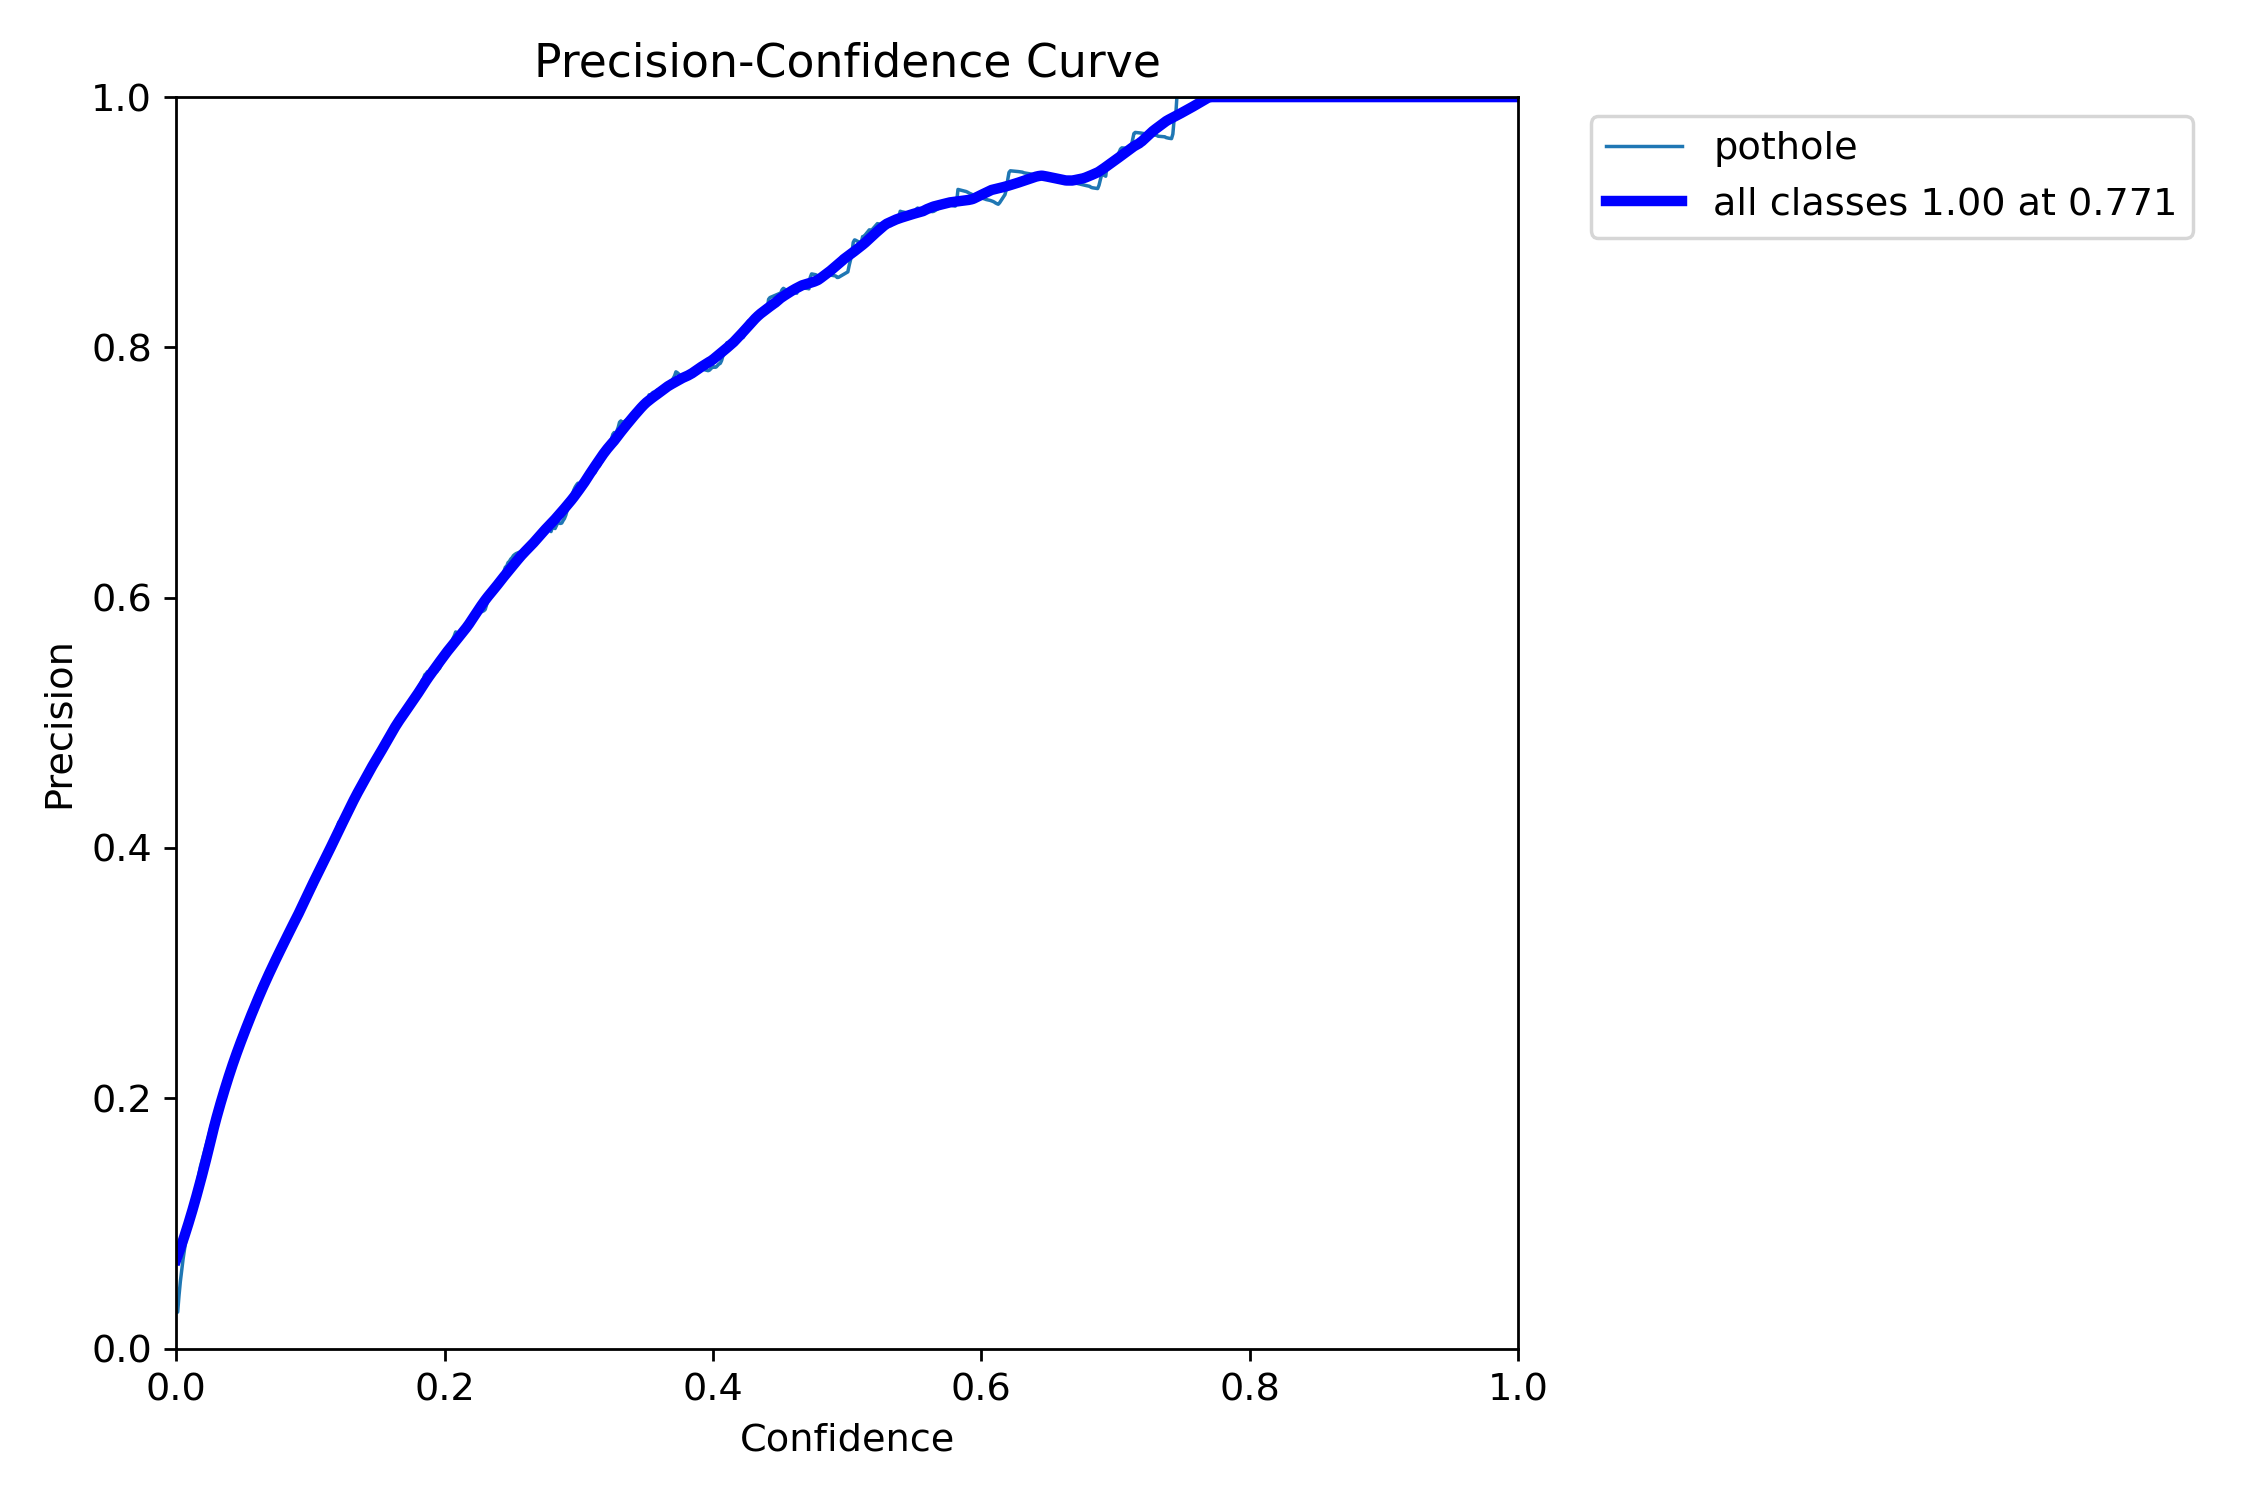 Precision-Confidence Curve
1.0
0.8
0.6
0.4
0.2
0.0
Precision
0.0 0.2 0.4 0.6 0.8 1.0
Confidence
pothole
all classes 1.00 at 0.771